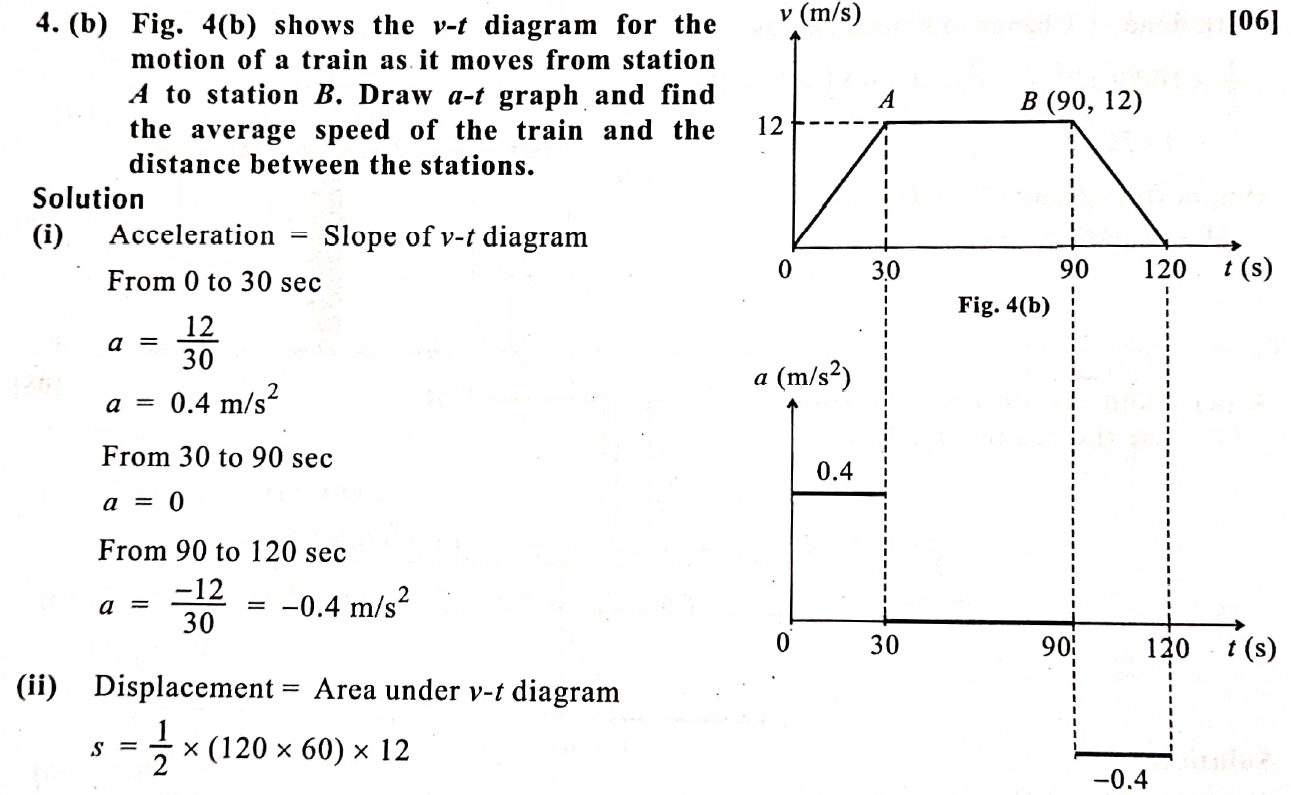 4. (b) Fig. 4(b) shows the v-t diagram for the
motion of a train as it moves from station
A to station B. Draw a-t graph and find
the average speed of the train and the
distance between the stations.
[06]
Solution
(i) Acceleration = Slope of v-t diagram
From 0 to 30 sec
a = 12/30
a = 0.4 m/s²
From 30 to 90 sec
a = 0
From 90 to 120 sec
a = -12/30 = -0.4 m/s²
(ii) Displacement = Area under v-t diagram
s = 1/2 × (120 × 60) × 12
v (m/s)
A
B (90, 12)
12
0 30 90 120 t (s)
Fig. 4(b)
a (m/s²)
0.4
0 30 90 120 t (s)
-0.4